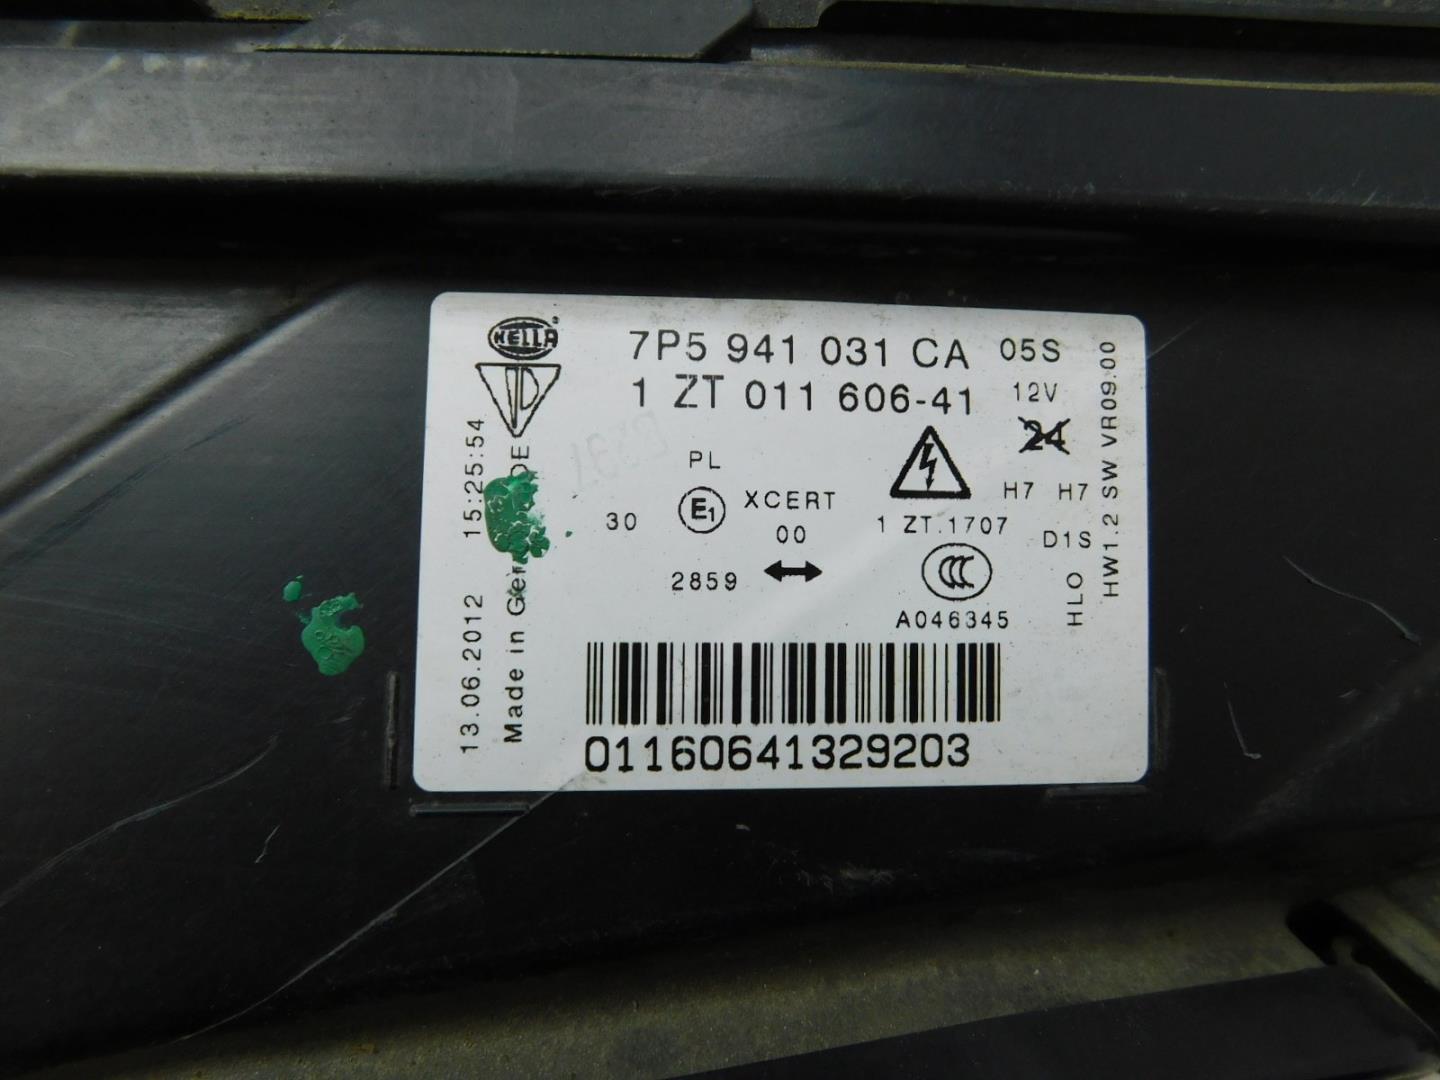 HELLA
7P5 941 031 CA 05S
1 ZT 011 606-41 12V
24
PL
H7 H7
30 E1 XCERT
00
1 ZT.1707
D1S
2859
CCC
A046345
HLO
HW1.2 SW VR09.00
13.06.2012 15:25:54
Made in DE
01160641329203